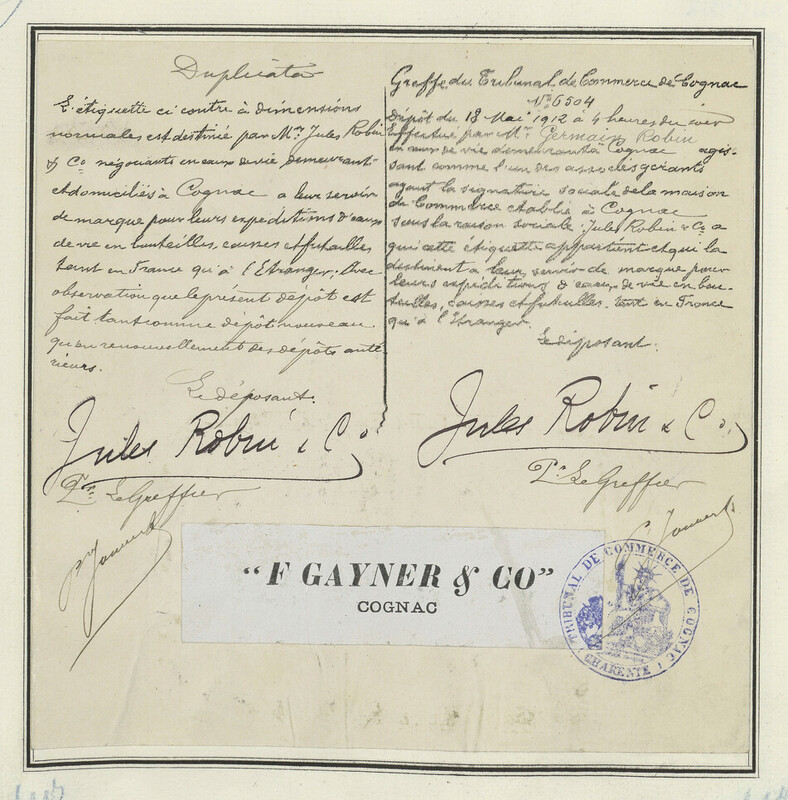 Duplicata
L'étiquette ci contre à dimensions
normales est destinée par Mrs Jules Robin
& Co négociants en eaux de vie, demeurant
et domiciliés à Cognac a leur servir
de marque pour leurs expéditions d'eaux
de vie en bouteilles, caisses et futailles,
tant en France qu'à l'Etranger, avec
observation que le présent dépôt est
fait tant comme dépôt nouveau
qu'en renouvellement des dépôts anté-
rieurs.
Le déposant.
Jules Robin & Co
Pr. Le Greffier
Greffe du Tribunal de Commerce de Cognac
No 6504
Dépôt du 18 Mai 1912 à 4 heures du soir
Effectué par Mr. Germain Robin
en eaux de vie demeurant à Cognac agis-
sant comme l'un des associés gérants
ayant la signature sociale de la maison
de Commerce établie à Cognac
sous la raison sociale: Jules Robin & Co a
qui cette étiquette appartient et qui la
destinent a leur servir de marque pour
leurs expéditions d'eaux de vie en bou-
teilles, caisses et futailles. tant en France
qu'à l'Etranger.
Le déposant.
Jules Robin & Co.
Pr. Le Greffier
"F GAYNER & CO"
COGNAC
TRIBUNAL DE COMMERCE DE COGNAC
CHARENTE